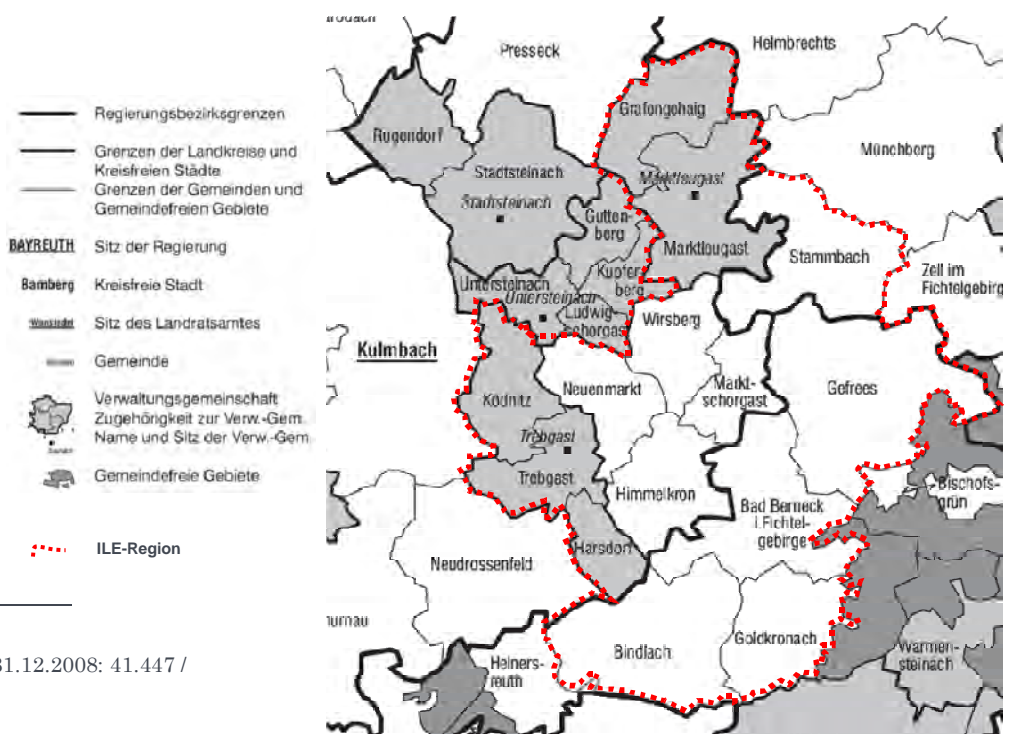 Regierungsbezirksgrenzen
Grenzen der Landkreise und
Kreisfreien Städte
Grenzen der Gemeinden und
Gemeindefreien Gebiete
BAYREUTH Sitz der Regierung
Bamberg Kreisfreie Stadt
Sitz des Landratsamtes
Gemeinde
Verwaltungsgemeinschaft
Zugehörigkeit zur Verw.-Gem.
Name und Sitz der Verw.-Gem.
Gemeindefreie Gebiete
ILE-Region
31.12.2008: 41.447 /
Presseck
Helmbrechts
Grafengehaig
Rugendorf
Münchberg
Stadtsteinach
Marktleugast
Stadtsteinach
Gutten-
berg
Marktleugast
Stammbach
Zell im
Fichtelgebirg
Kupfer-
berg
Untersteinach
Untersteinach
Ludwig-
schorgast
Wirsberg
Kulmbach
Neuenmarkt
Markt-
schorgast
Gefrees
Ködnitz
Trebgast
Trebgast
Himmelkron
Bischofs-
grün
Bad Berneck
i.Fichtel-
gebirge
Harsdorf
Neudrossenfeld
Goldkronach
Bindlach
Warmen-
steinach
Heiners-
reuth